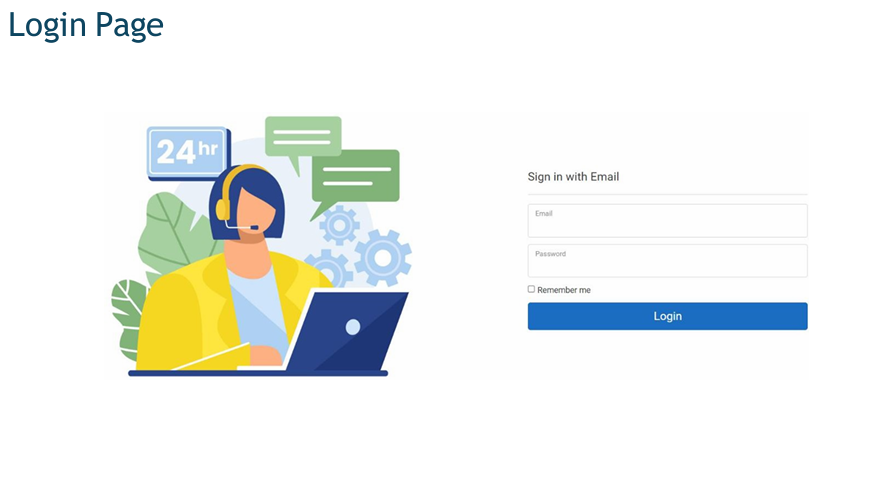 Login Page
24hr
Sign in with Email
Email
Password
Remember me
Login